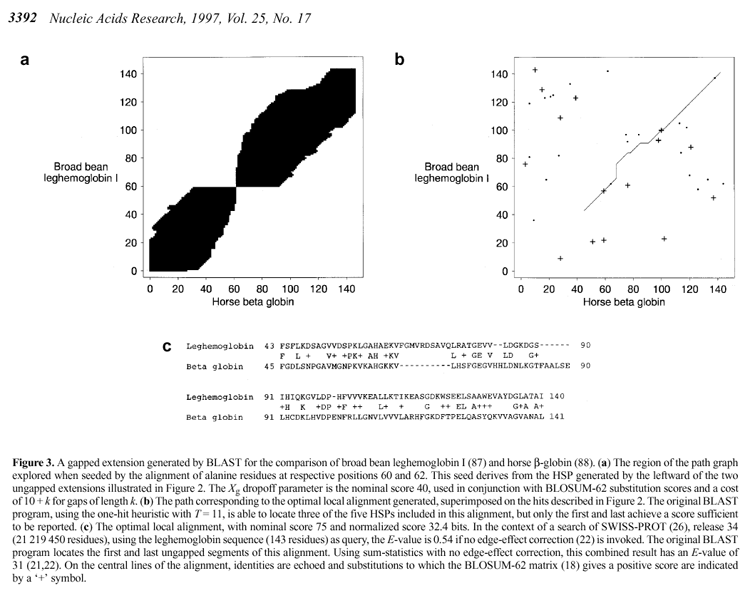 3392 Nucleic Acids Research, 1997, Vol. 25, No. 17
a
140
120
100
80
60
40
20
0
Broad bean
leghemoglobin I
0 20 40 60 80 100 120 140
Horse beta globin
b
140
120
100
80
60
40
20
0
Broad bean
leghemoglobin I
0 20 40 60 80 100 120 140
Horse beta globin
c
Leghemoglobin 43 FSFLKDSAGVVDSPKLGAHAEKVFGMVRDSAVQLRATGEVV--LDGKDGS------ 90
F L + V+ +PK+ AH +KV L + GE V LD G+
Beta globin 45 FGDLSNPGAVMGNPKVKAHGKKV----------LHSFGEGVHHLDNLKGTFAALSE 90
Leghemoglobin 91 IHIQKGVLDP-HFVVVKEALLKTIKEASGDKWSEELSAAWEVAYDGLATAI 140
+H K +DP +F ++ L+ + G ++ EL A+++ G+A A+
Beta globin 91 LHCDKLHVDPENFRLLGNVLVVVLARHFGKDFTPELQASYQKVVAGVANAL 141
Figure 3. A gapped extension generated by BLAST for the comparison of broad bean leghemoglobin I (87) and horse β-globin (88). (a) The region of the path graph
explored when seeded by the alignment of alanine residues at respective positions 60 and 62. This seed derives from the HSP generated by the leftward of the two
ungapped extensions illustrated in Figure 2. The Xg dropoff parameter is the nominal score 40, used in conjunction with BLOSUM-62 substitution scores and a cost
of 10 + k for gaps of length k. (b) The path corresponding to the optimal local alignment generated, superimposed on the hits described in Figure 2. The original BLAST
program, using the one-hit heuristic with T = 11, is able to locate three of the five HSPs included in this alignment, but only the first and last achieve a score sufficient
to be reported. (c) The optimal local alignment, with nominal score 75 and normalized score 32.4 bits. In the context of a search of SWISS-PROT (26), release 34
(21 219 450 residues), using the leghemoglobin sequence (143 residues) as query, the E-value is 0.54 if no edge-effect correction (22) is invoked. The original BLAST
program locates the first and last ungapped segments of this alignment. Using sum-statistics with no edge-effect correction, this combined result has an E-value of
31 (21,22). On the central lines of the alignment, identities are echoed and substitutions to which the BLOSUM-62 matrix (18) gives a positive score are indicated
by a ‘+’ symbol.